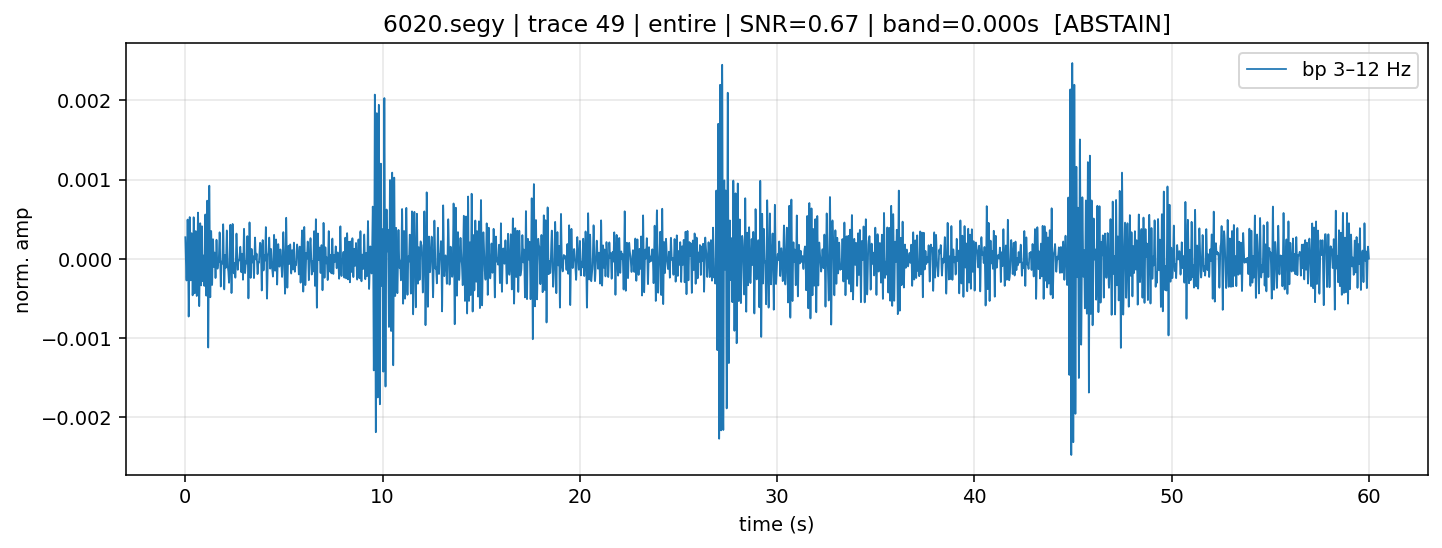 6020.segy | trace 49 | entire | SNR=0.67 | band=0.000s  [ABSTAIN]
bp 3–12 Hz
0.002
0.001
0.000
−0.001
−0.002
norm. amp
0 10 20 30 40 50 60
time (s)